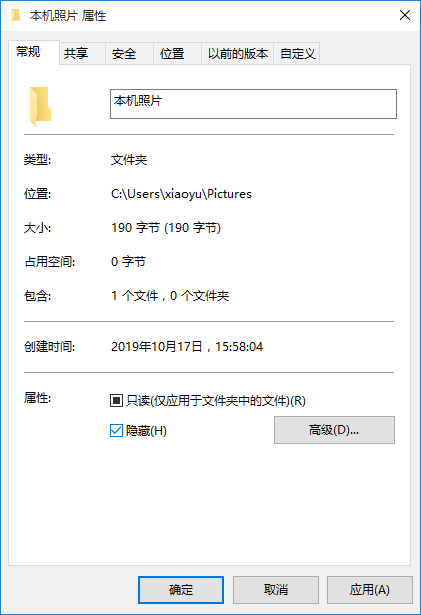 本机照片 属性
常规 共享 安全 位置 以前的版本 自定义
本机照片
类型: 文件夹
位置: C:\Users\xiaoyu\Pictures
大小: 190 字节 (190 字节)
占用空间: 0 字节
包含: 1 个文件，0 个文件夹
创建时间: 2019年10月17日，15:58:04
属性: 只读(仅应用于文件夹中的文件)(R)
隐藏(H) 高级(D)...
确定 取消 应用(A)